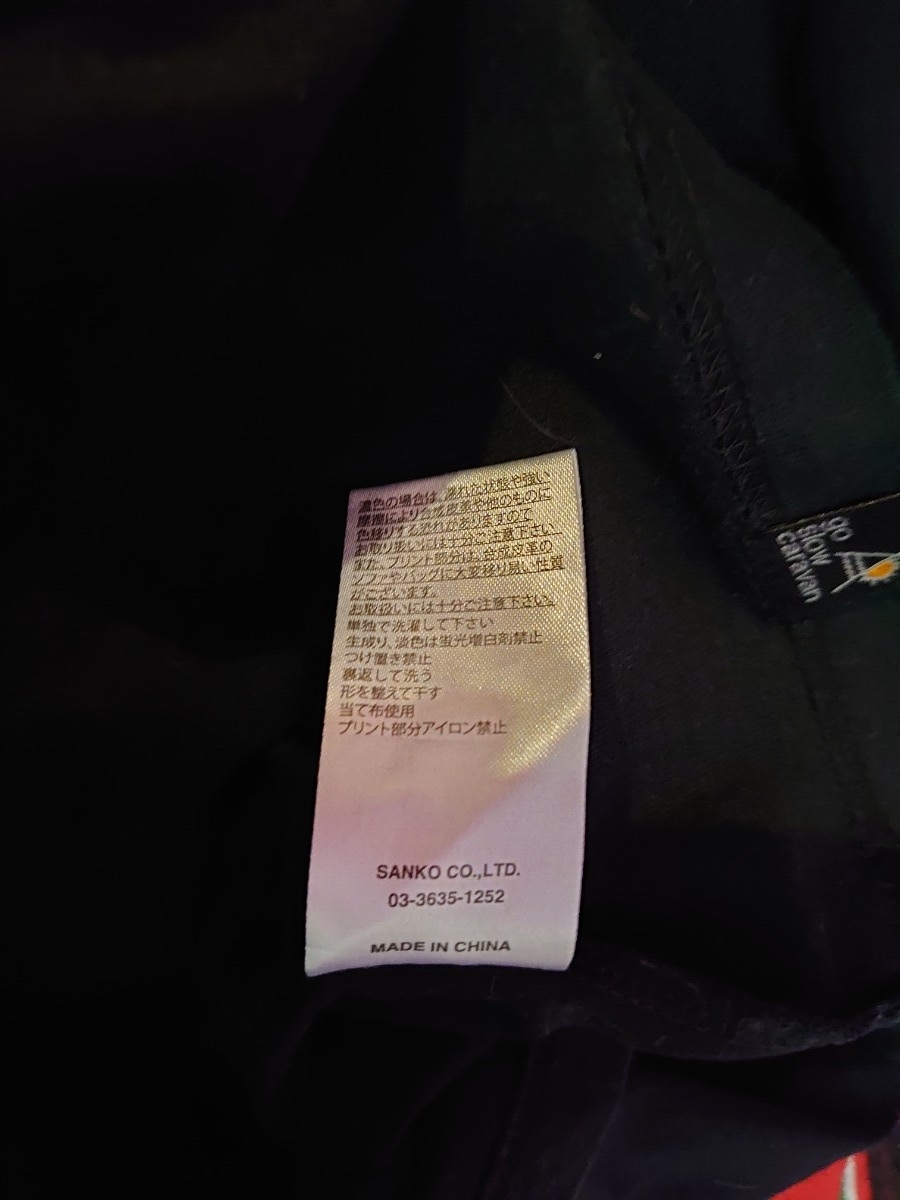 濃色の場合は、濡れた状態や強い
摩擦により合成皮革や他のものに
色移りする恐れがありますので
お取り扱いには十分ご注意下さい。
また、プリント部分は、合成皮革の
ソファやバッグに大変移り易い性質
がございます。
お取扱いには十分ご注意下さい。
単独で洗濯して下さい
生成り、淡色は蛍光増白剤禁止
つけ置き禁止
裏返して洗う
形を整えて干す
当て布使用
プリント部分アイロン禁止
SANKO CO.,LTD.
03-3635-1252
MADE IN CHINA
go
slow
caravan